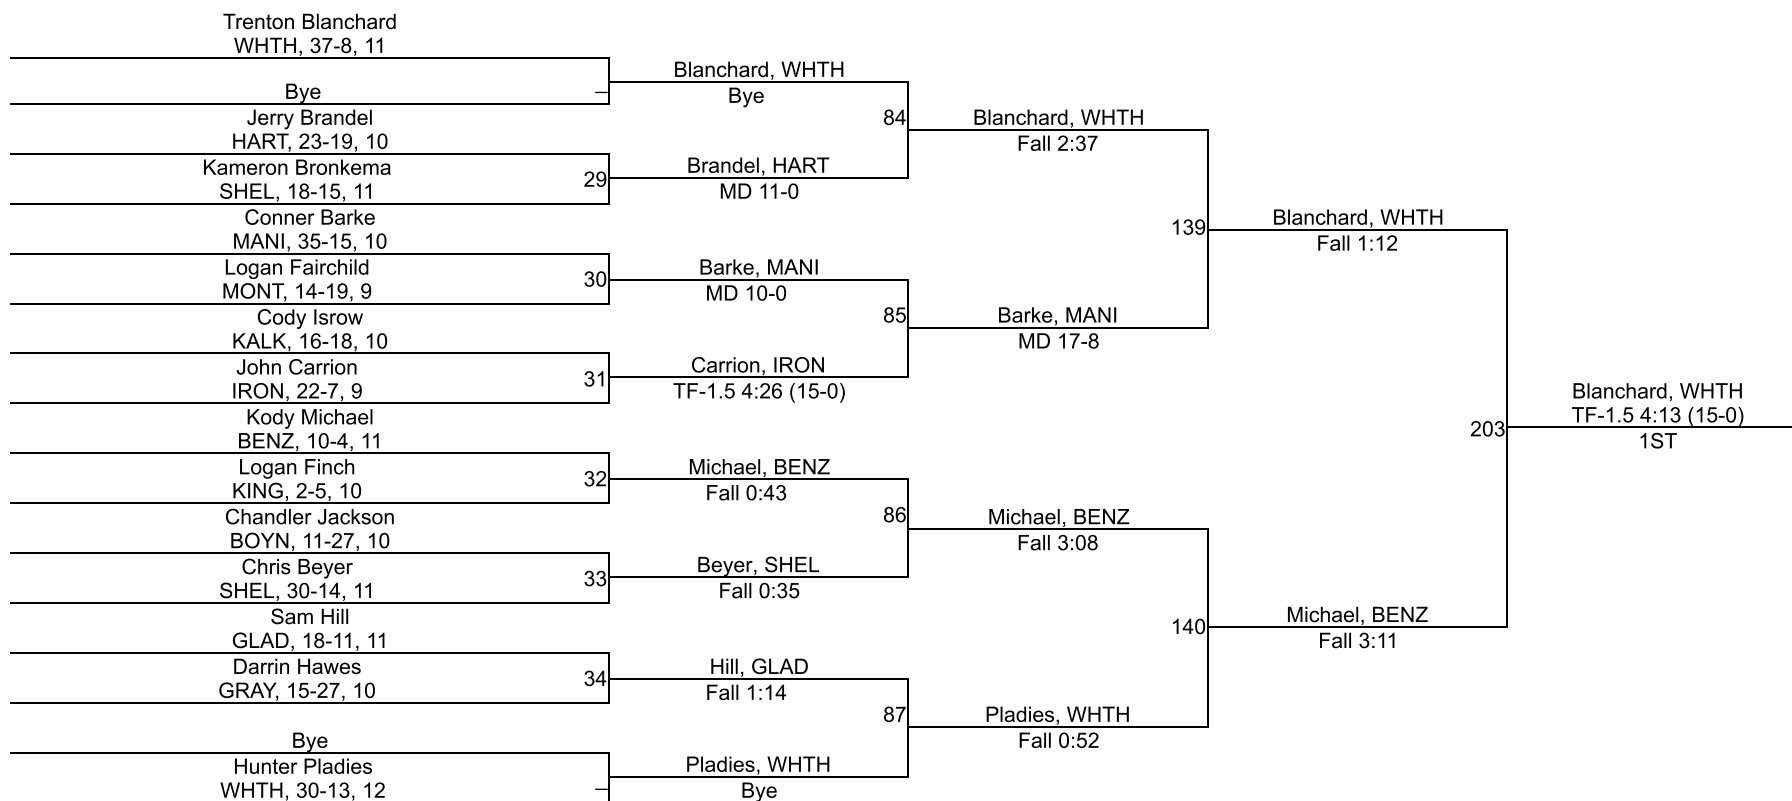 Trenton Blanchard
WHTH, 37-8, 11
Bye
–
Jerry Brandel
HART, 23-19, 10
Kameron Bronkema
SHEL, 18-15, 11
29
Conner Barke
MANI, 35-15, 10
Logan Fairchild
MONT, 14-19, 9
30
Cody Isrow
KALK, 16-18, 10
John Carrion
IRON, 22-7, 9
31
Kody Michael
BENZ, 10-4, 11
Logan Finch
KING, 2-5, 10
32
Chandler Jackson
BOYN, 11-27, 10
Chris Beyer
SHEL, 30-14, 11
33
Sam Hill
GLAD, 18-11, 11
Darrin Hawes
GRAY, 15-27, 10
34
Bye
Hunter Pladies
WHTH, 30-13, 12
–
Blanchard, WHTH
Bye
84
Brandel, HART
MD 11-0
Barke, MANI
MD 10-0
85
Carrion, IRON
TF-1.5 4:26 (15-0)
Michael, BENZ
Fall 0:43
86
Beyer, SHEL
Fall 0:35
Hill, GLAD
Fall 1:14
87
Pladies, WHTH
Bye
Blanchard, WHTH
Fall 2:37
139
Barke, MANI
MD 17-8
Michael, BENZ
Fall 3:08
140
Pladies, WHTH
Fall 0:52
Blanchard, WHTH
Fall 1:12
203
Michael, BENZ
Fall 3:11
Blanchard, WHTH
TF-1.5 4:13 (15-0)
1ST